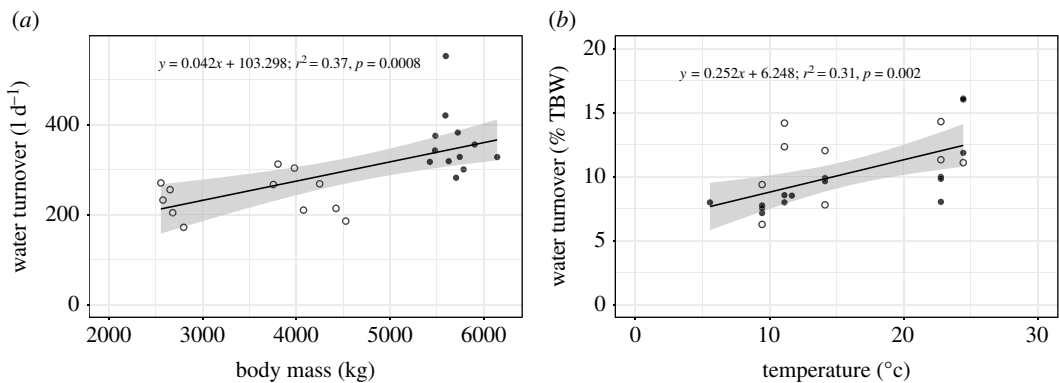 (a)
y = 0.042x + 103.298; r² = 0.37, p = 0.0008
water turnover (l d⁻¹)
400
200
0
2000 3000 4000 5000 6000
body mass (kg)
(b)
y = 0.252x + 6.248; r² = 0.31, p = 0.002
water turnover (% TBW)
20
15
10
5
0
0 10 20 30
temperature (°c)